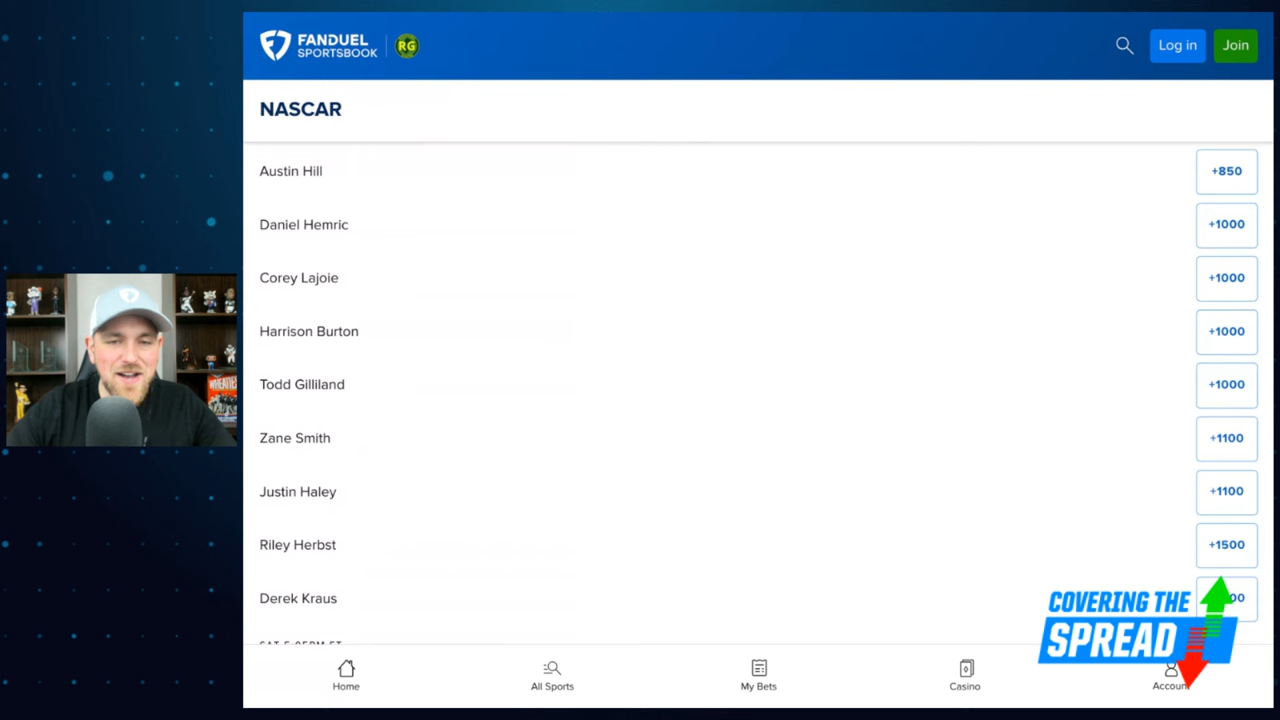 FANDUEL
SPORTSBOOK
RG
Log in
Join
NASCAR
Austin Hill
+850
Daniel Hemric
+1000
Corey Lajoie
+1000
Harrison Burton
+1000
Todd Gilliland
+1000
Zane Smith
+1100
Justin Haley
+1100
Riley Herbst
+1500
Derek Kraus
COVERING THE
SPREAD
Home
All Sports
My Bets
Casino
Account
WHEATIES